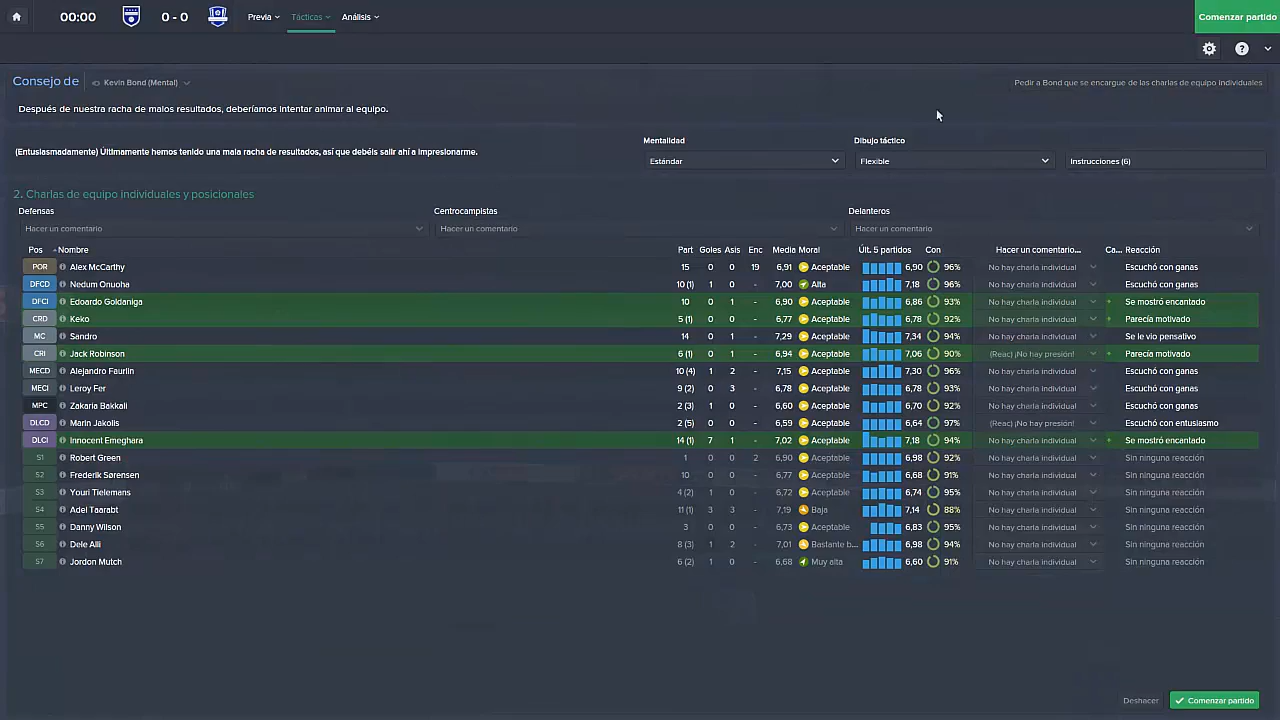 00:00 0 - 0 Previa Tácticas Análisis Comenzar partido
Consejo de Kevin Bond (Mental) Pedir a Bond que se encargue de las charlas de equipo individuales
Después de nuestra racha de malos resultados, deberíamos intentar animar al equipo.
Mentalidad Dibujo táctico
(Entusiasmadamente) Últimamente hemos tenido una mala racha de resultados, así que debéis salir ahí a impresionarme.
Estándar Flexible Instrucciones (6)
2. Charlas de equipo individuales y posicionales
Defensas Centrocampistas Delanteros
Hacer un comentario Hacer un comentario Hacer un comentario
Pos Nombre Part Goles Asis Enc Media Moral Últ. 5 partidos Con Hacer un comentario... Ca... Reacción
POR Alex McCarthy 15 0 0 19 6,91 Aceptable 6,90 96% No hay charla individual Escuchó con ganas
DFCD Nedum Onuoha 10 (1) 1 0 - 7,00 Alta 7,18 96% No hay charla individual Escuchó con ganas
DFCI Edoardo Goldaniga 10 0 1 - 6,90 Aceptable 6,86 93% No hay charla individual Se mostró encantado
CRD Keko 5 (1) 0 0 - 6,77 Aceptable 6,78 92% No hay charla individual Parecía motivado
MC Sandro 14 0 1 - 7,29 Aceptable 7,34 94% No hay charla individual Se le vio pensativo
CRI Jack Robinson 6 (1) 0 1 - 6,94 Aceptable 7,06 90% (Reac) ¡No hay presión! Parecía motivado
MECD Alejandro Faurlín 10 (4) 1 2 - 7,15 Aceptable 7,30 96% No hay charla individual Escuchó con ganas
MECI Leroy Fer 9 (2) 0 3 - 6,78 Aceptable 6,78 93% No hay charla individual Escuchó con ganas
MPC Zakaria Bakkali 2 (3) 1 0 - 6,60 Aceptable 6,70 92% No hay charla individual Escuchó con ganas
DLCD Marin Jakolis 2 (5) 0 0 - 6,59 Aceptable 6,64 97% (Reac) ¡No hay presión! Escuchó con entusiasmo
DLCI Innocent Emeghara 14 (1) 7 1 - 7,02 Aceptable 7,18 94% No hay charla individual Se mostró encantado
S1 Robert Green 1 0 0 2 6,90 Aceptable 6,98 92% No hay charla individual Sin ninguna reacción
S2 Frederik Sørensen 10 0 0 - 6,77 Aceptable 6,68 91% No hay charla individual Sin ninguna reacción
S3 Youri Tielemans 4 (2) 1 0 - 6,72 Aceptable 6,74 95% No hay charla individual Sin ninguna reacción
S4 Adel Taarabt 11 (1) 3 3 - 7,19 Baja 7,14 88% No hay charla individual Sin ninguna reacción
S5 Danny Wilson 3 0 0 - 6,73 Aceptable 6,83 95% No hay charla individual Sin ninguna reacción
S6 Dele Alli 8 (3) 1 2 - 7,01 Bastante b... 6,98 94% No hay charla individual Sin ninguna reacción
S7 Jordon Mutch 6 (2) 1 0 - 6,68 Muy alta 6,60 91% No hay charla individual Sin ninguna reacción
Deshacer Comenzar partido